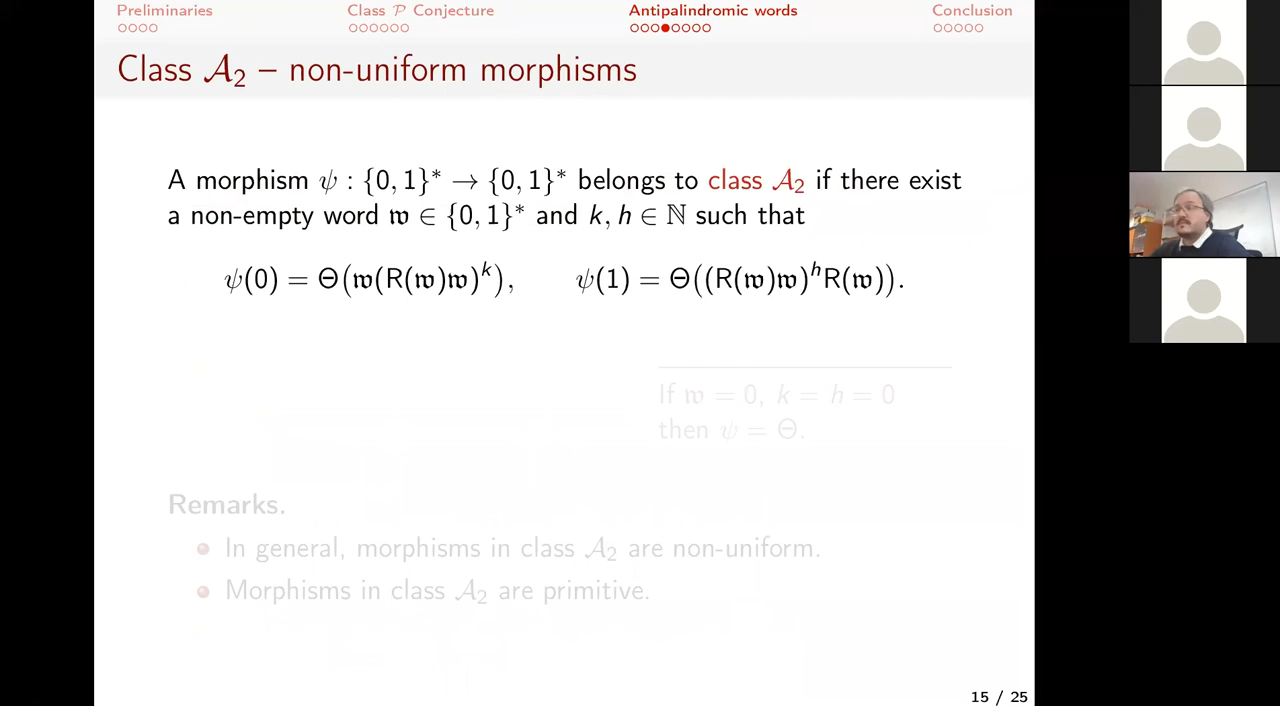 Preliminaries Class 𝒫 Conjecture Antipalindromic words Conclusion
Class 𝒜₂ – non-uniform morphisms
A morphism ψ : {0, 1}* → {0, 1}* belongs to class 𝒜₂ if there exist
a non-empty word 𝔴 ∈ {0, 1}* and k, h ∈ ℕ such that
ψ(0) = Θ(𝔴(R(𝔴)𝔴)ᵏ), ψ(1) = Θ((R(𝔴)𝔴)ʰR(𝔴)).
If 𝔴 = 0, k = h = 0
then ψ = Θ.
Remarks.
In general, morphisms in class 𝒜₂ are non-uniform.
Morphisms in class 𝒜₂ are primitive.
15 / 25